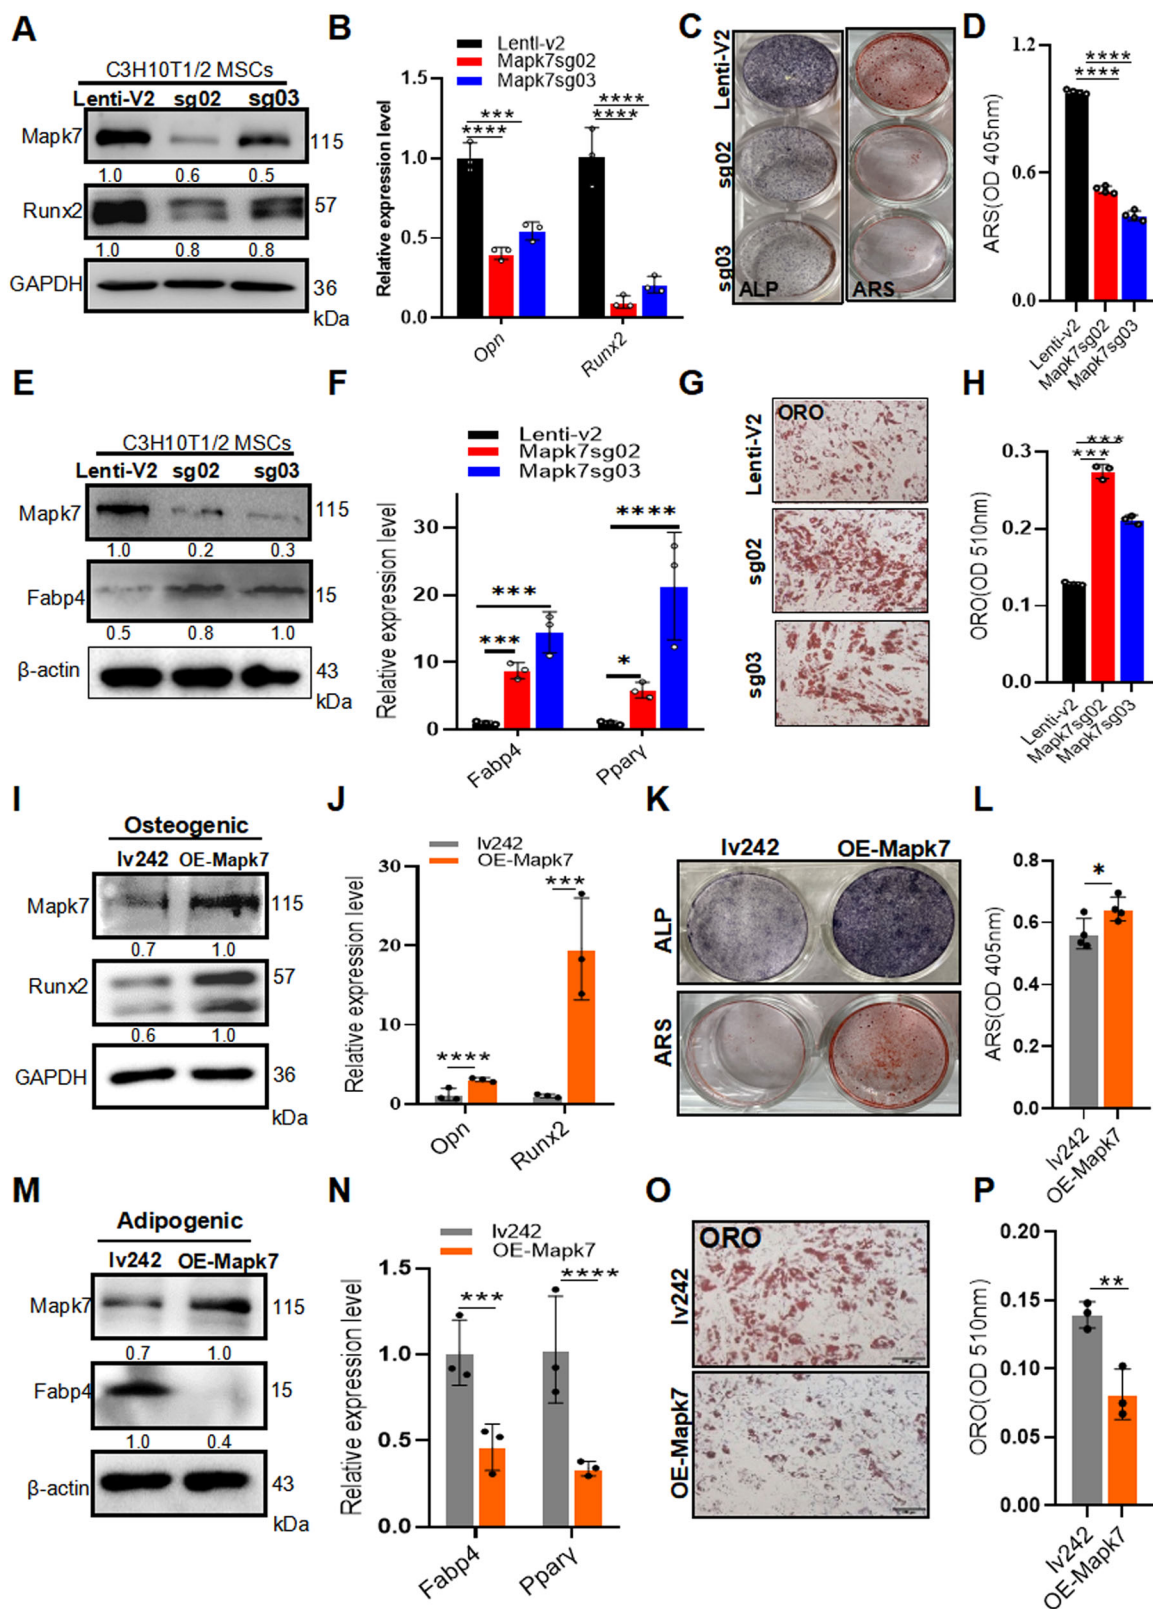 A
C3H10T1/2 MSCs
Lenti-V2 sg02 sg03
Mapk7 115
1.0 0.6 0.5
Runx2 57
1.0 0.8 0.8
GAPDH 36
kDa
B
Lenti-v2
Mapk7sg02
Mapk7sg03
Relative expression level
1.5
1.0
0.5
0.0
*** ****
**** ****
Opn Runx2
C
Lenti-V2
sg02
sg03
ALP ARS
D
ARS(OD 405nm)
1.2
0.6
0.0
****
****
Lenti-v2
Mapk7sg02
Mapk7sg03
E
C3H10T1/2 MSCs
Lenti-V2 sg02 sg03
Mapk7 115
1.0 0.2 0.3
Fabp4 15
0.5 0.8 1.0
β-actin 43
kDa
F
Lenti-v2
Mapk7sg02
Mapk7sg03
Relative expression level
30
20
10
0
*** ****
*** *
Fabp4 Pparγ
G
ORO
Lenti-V2
sg02
sg03
H
ORO(OD 510nm)
0.3
0.2
0.1
0.0
***
***
Lenti-v2
Mapk7sg02
Mapk7sg03
I
Osteogenic
lv242 OE-Mapk7
Mapk7 115
0.7 1.0
Runx2 57
0.6 1.0
GAPDH 36
kDa
J
lv242
OE-Mapk7
Relative expression level
30
20
10
0
**** ***
Opn Runx2
K
lv242 OE-Mapk7
ALP
ARS
L
ARS(OD 405nm)
0.8
0.6
0.4
0.2
0.0
*
lv242
OE-Mapk7
M
Adipogenic
lv242 OE-Mapk7
Mapk7 115
0.7 1.0
Fabp4 15
1.0 0.4
β-actin 43
kDa
N
lv242
OE-Mapk7
Relative expression level
1.5
1.0
0.5
0.0
*** ****
Fabp4 Pparγ
O
ORO
lv242
OE-Mapk7
P
ORO(OD 510nm)
0.20
0.15
0.10
0.05
0.00
**
lv242
OE-Mapk7